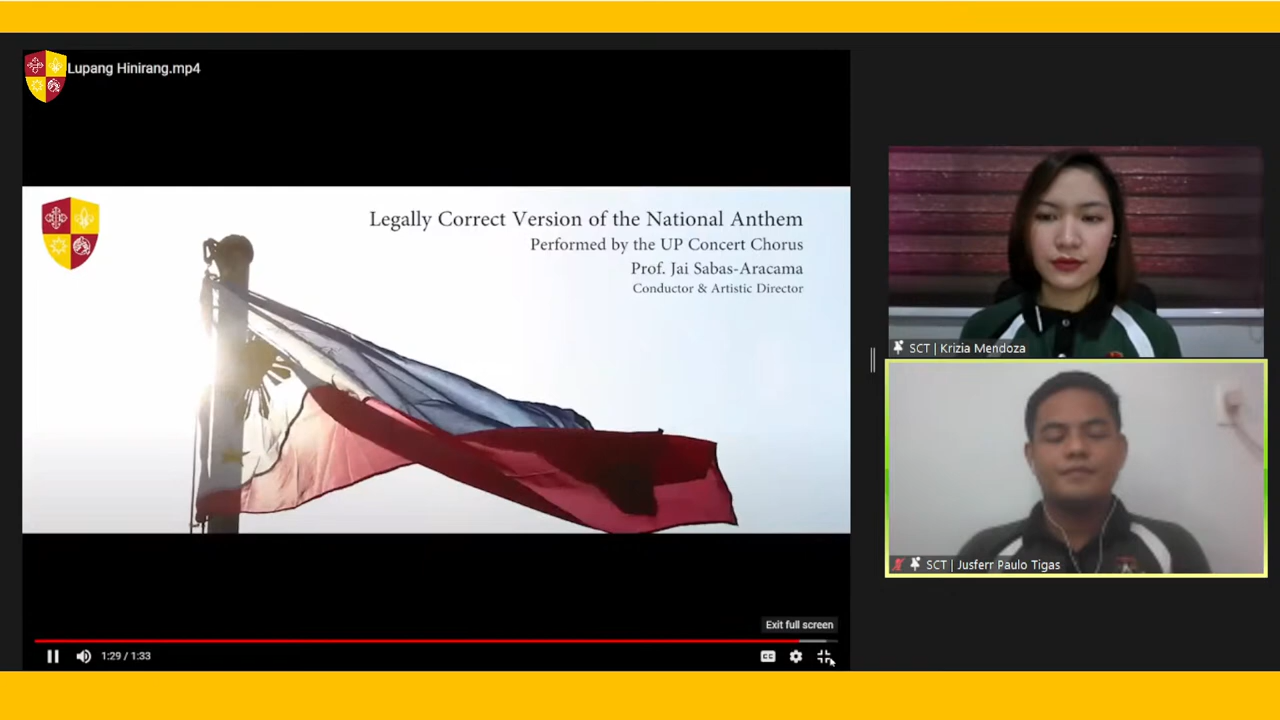 Lupang Hinirang.mp4
Legally Correct Version of the National Anthem
Performed by the UP Concert Chorus
Prof. Jai Sabas-Aracama
Conductor & Artistic Director
SCT | Krizia Mendoza
SCT | Jusferr Paulo Tigas
Exit full screen
1:29 / 1:33
CC